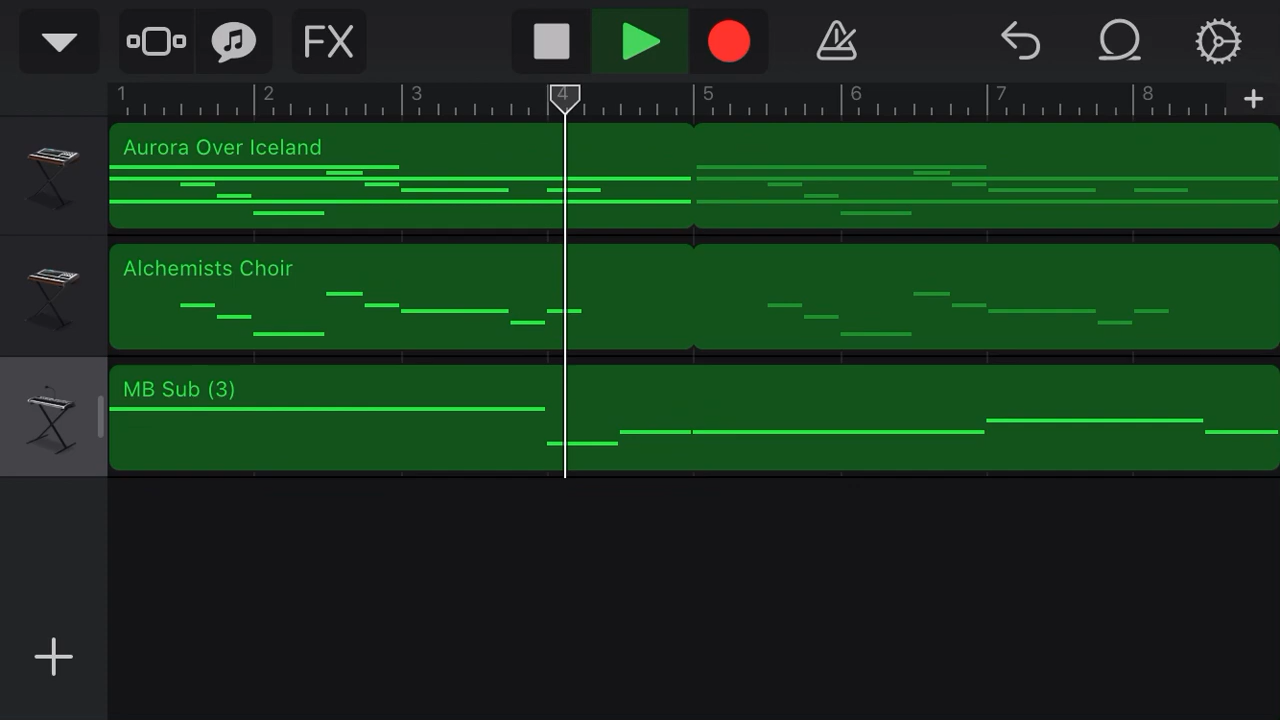 FX
1 2 3 4 5 6 7 8
Aurora Over Iceland
Alchemists Choir
MB Sub (3)